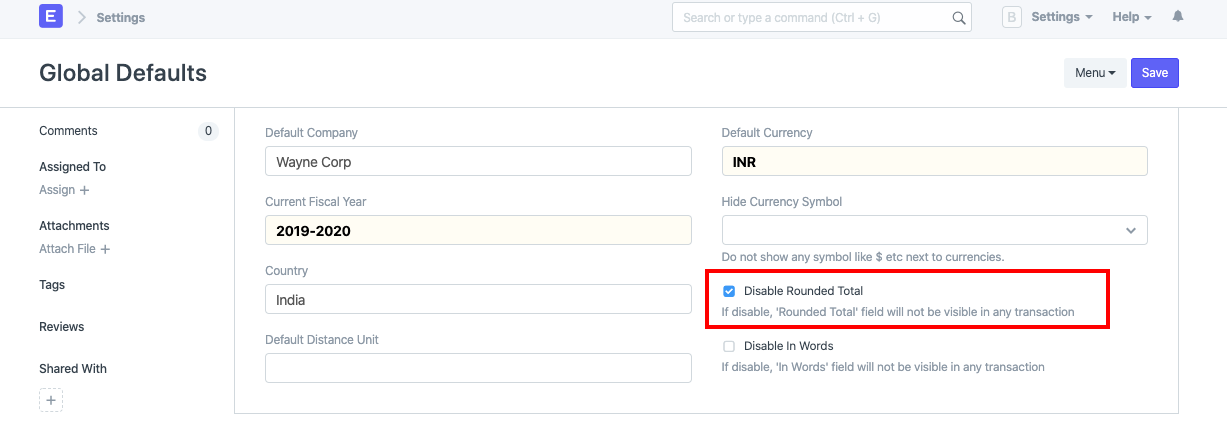 E
Settings
Search or type a command (Ctrl + G)
B
Settings
Help
Global Defaults
Menu
Save
Comments
0
Assigned To
Assign +
Attachments
Attach File +
Tags
Reviews
Shared With
+
Default Company
Wayne Corp
Current Fiscal Year
2019-2020
Country
India
Default Distance Unit
Default Currency
INR
Hide Currency Symbol
Do not show any symbol like $ etc next to currencies.
Disable Rounded Total
If disable, 'Rounded Total' field will not be visible in any transaction
Disable In Words
If disable, 'In Words' field will not be visible in any transaction